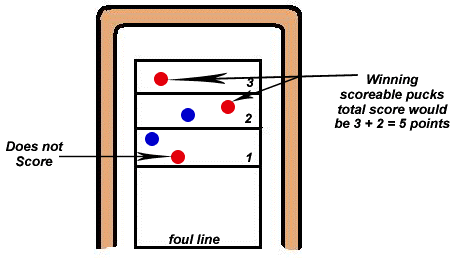 3
Winning
scoreable pucks
total score would
be 3 + 2 = 5 points
2
Does not
Score
1
foul line